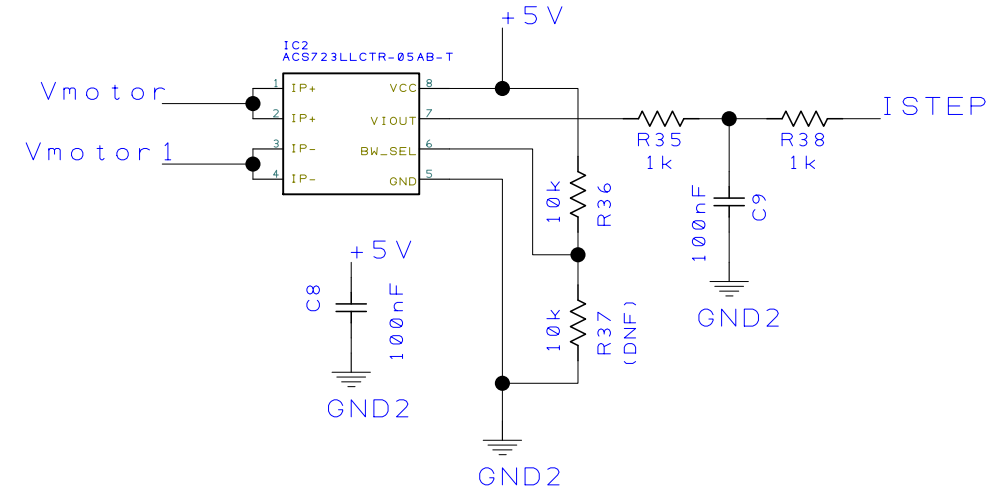 +5V
IC2
ACS723LLCTR-05AB-T
Vmotor
1 IP+ VCC 8
2 IP+ VIOUT 7
ISTEP
R35
1k
R38
1k
Vmotor1
3 IP- BW_SEL 6
4 IP- GND 5
10k
R36
100nF
C9
+5V
C8
100nF
10k
R37
(DNF)
GND2
GND2
GND2